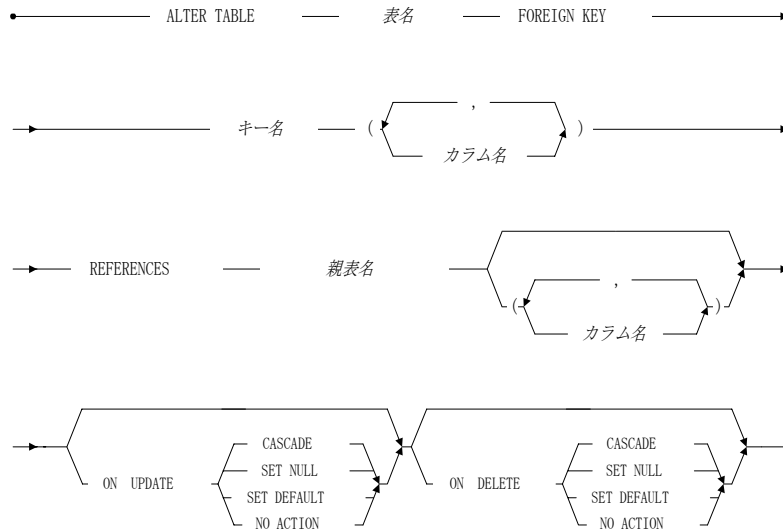 ALTER TABLE 表名 FOREIGN KEY
,
キー名 ( )
カラム名
REFERENCES 親表名
,
( )
カラム名
CASCADE CASCADE
SET NULL SET NULL
ON UPDATE ON DELETE
SET DEFAULT SET DEFAULT
NO ACTION NO ACTION